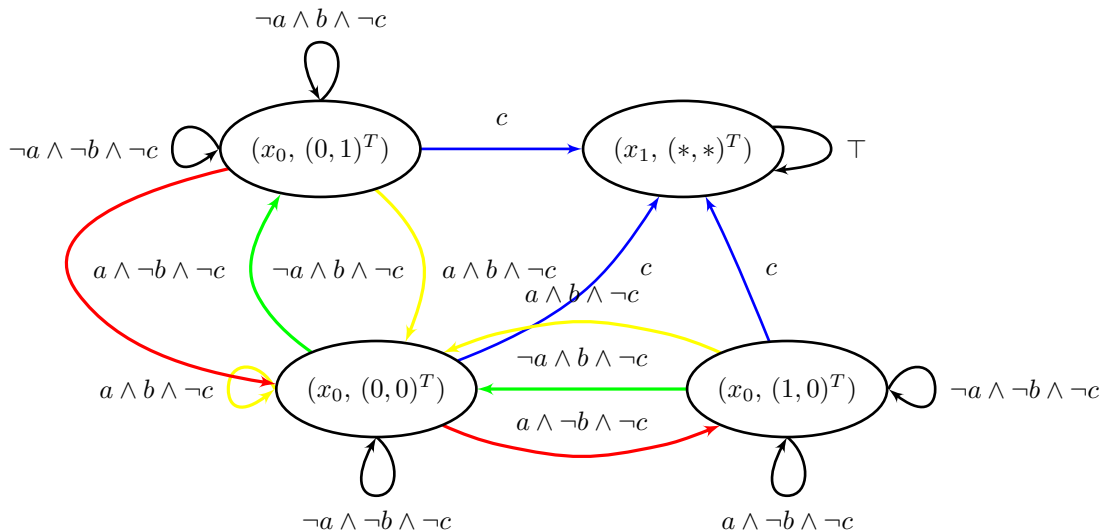 ¬a ∧ b ∧ ¬c
c
¬a ∧ ¬b ∧ ¬c
(x₀, (0,1)ᵀ)
(x₁, (∗,∗)ᵀ)
⊤
a ∧ ¬b ∧ ¬c
¬a ∧ b ∧ ¬c
a ∧ b ∧ ¬c
c
c
a ∧ b ∧ ¬c
¬a ∧ b ∧ ¬c
a ∧ b ∧ ¬c
(x₀, (0,0)ᵀ)
(x₀, (1,0)ᵀ)
¬a ∧ ¬b ∧ ¬c
a ∧ ¬b ∧ ¬c
¬a ∧ ¬b ∧ ¬c
a ∧ ¬b ∧ ¬c